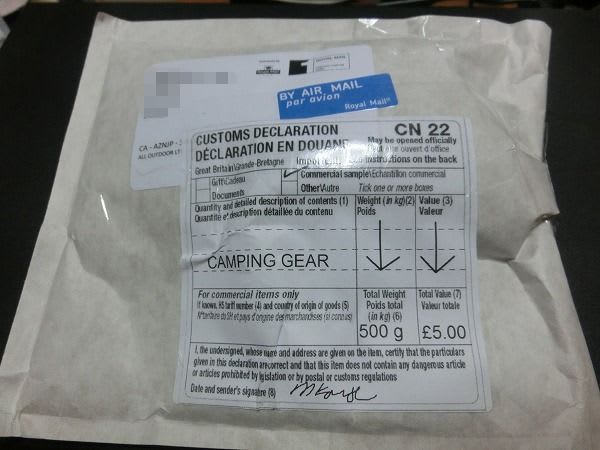 ROYAL MAIL
Royal Mail
BY AIR MAIL
par avion
Royal Mail®
CA - AZNJP -
ALL OUTDOOR
CUSTOMS DECLARATION
DÉCLARATION EN DOUANE
CN 22
May be opened officially
Peut être ouvert d'office
Great Britain\Grande-Bretagne
instructions on the back
Gift\Cadeau
Commercial sample\Echantillon commercial
Documents
Other\Autre
Tick one or more boxes
Quantity and detailed description of contents (1)
Quantité et description détaillée du contenu
Weight (in kg)(2)
Poids
Value (3)
Valeur
CAMPING GEAR
For commercial items only
If known, HS tariff number (4) and country of origin of goods (5)
N°tarifaire du SH et pays d'origine des marchandises (si connus)
Total Weight
Poids total
(in kg) (6)
500 g
Total Value (7)
Valeur totale
£5.00
I, the undersigned, whose name and address are given on the item, certify that the particulars
given in this declaration are correct and that this item does not contain any dangerous article
or articles prohibited by legislation or by postal or customs regulations
Date and sender's signature (8)